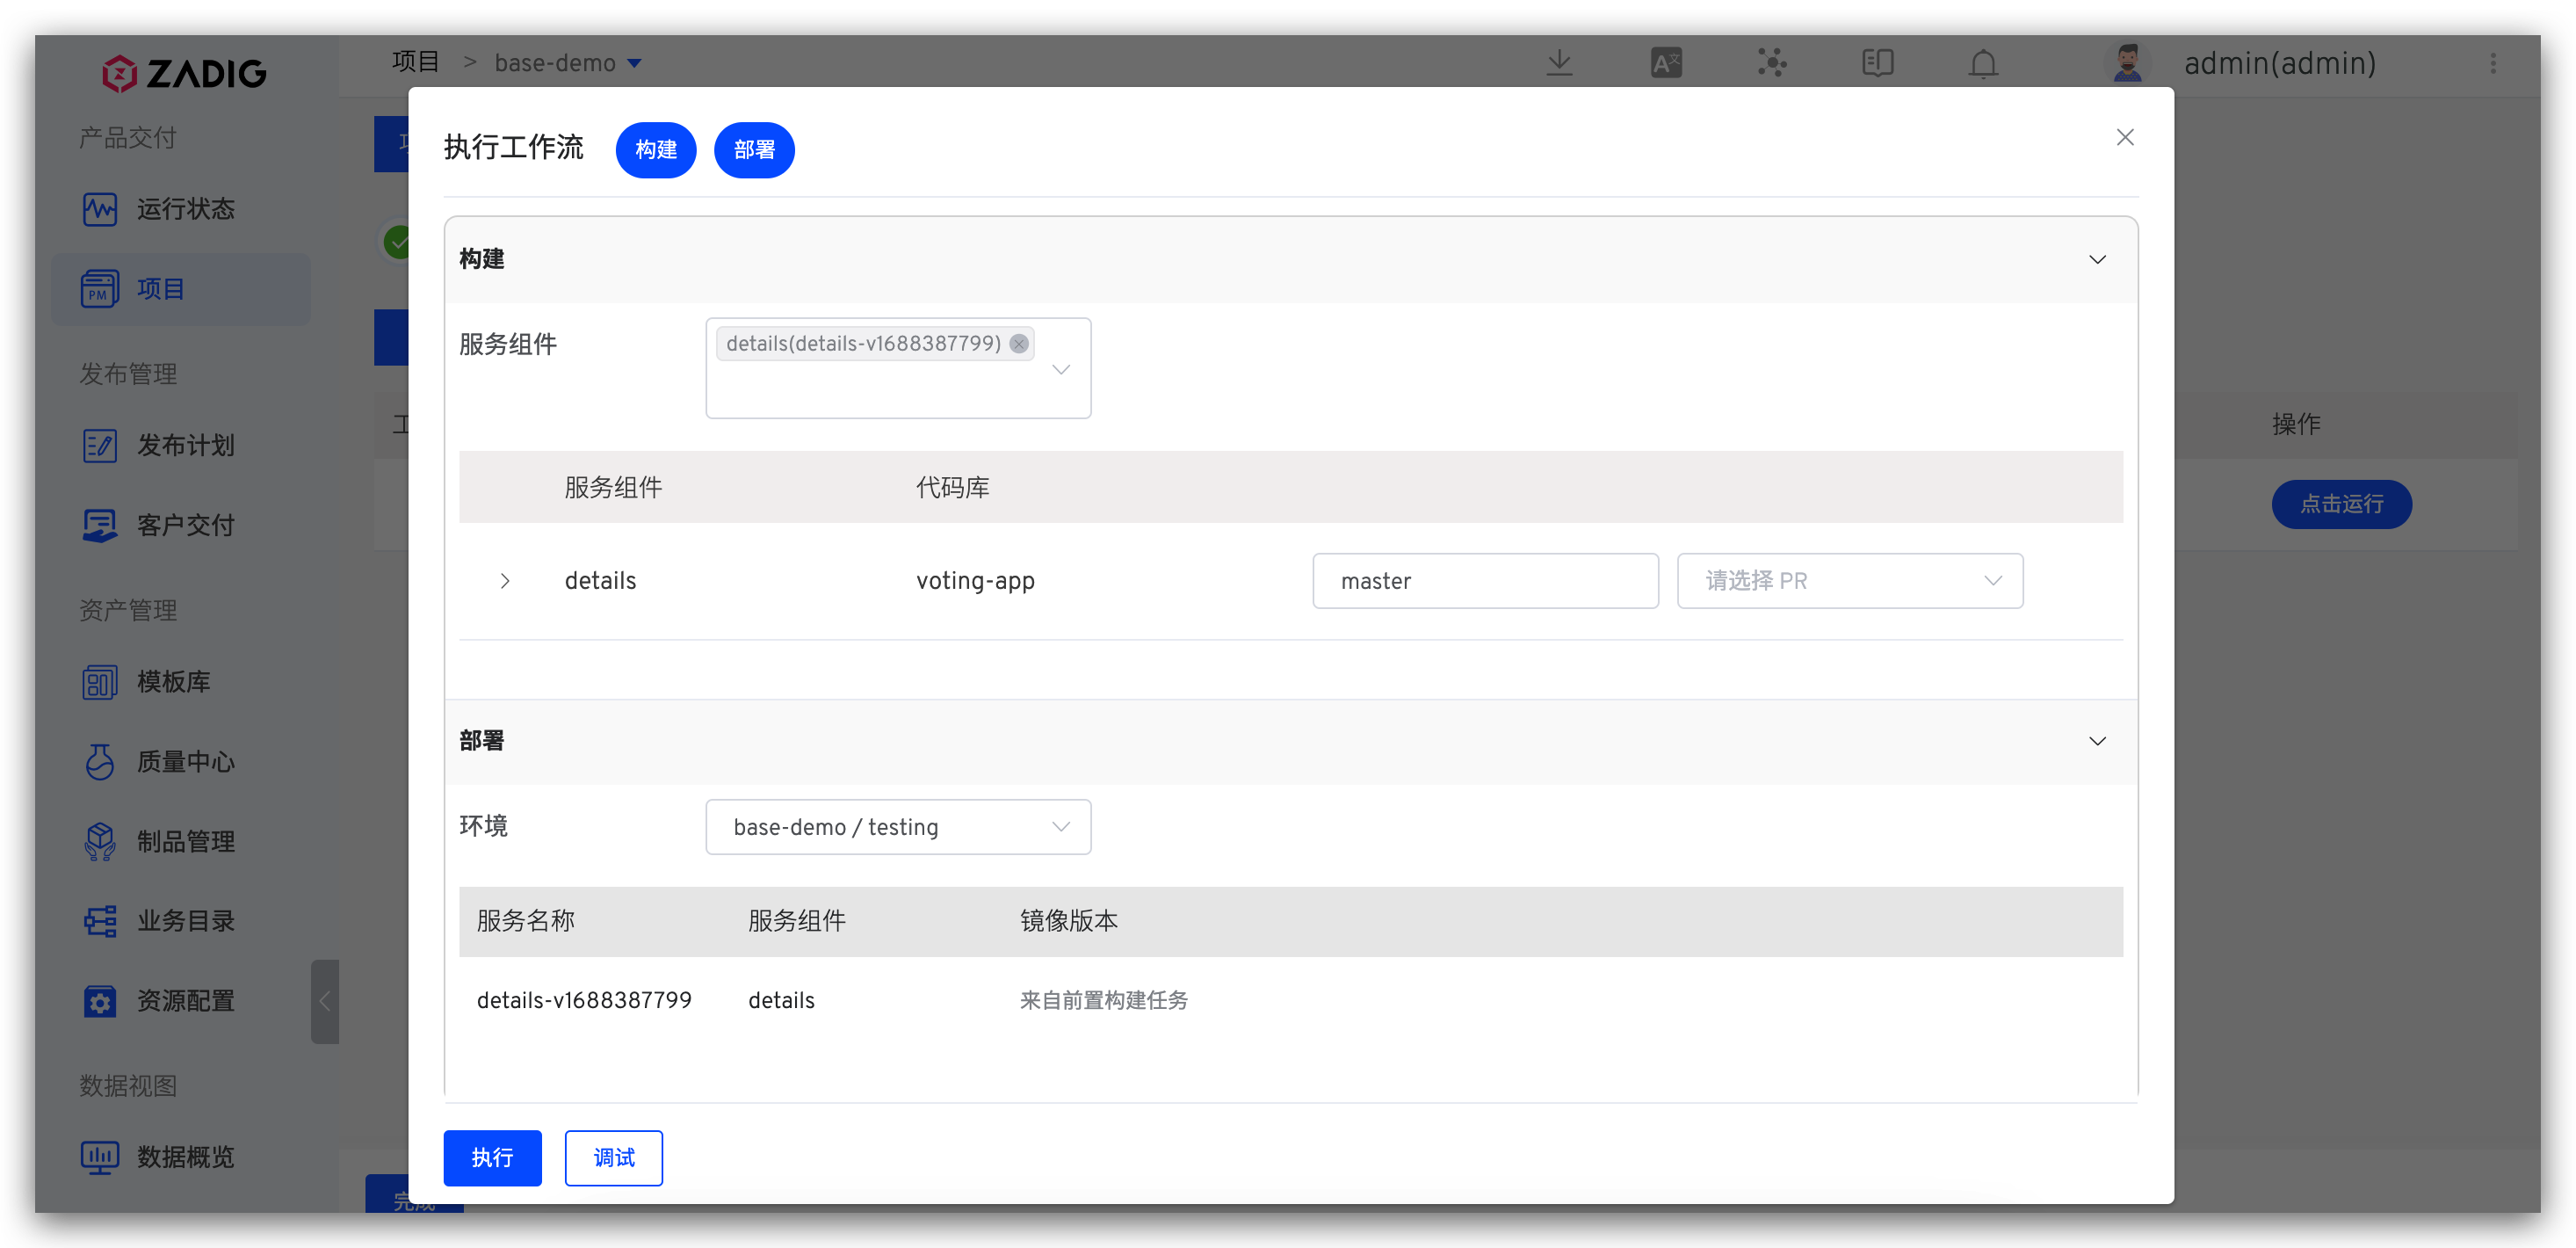 ZADIG
项目 > base-demo
admin(admin)
产品交付
运行状态
PM
项目
发布管理
发布计划
客户交付
资产管理
模板库
质量中心
制品管理
业务目录
资源配置
数据视图
数据概览
执行工作流 构建 部署
构建
服务组件 details(details-v1688387799)
服务组件 代码库
details voting-app master 请选择 PR
部署
环境 base-demo / testing
服务名称 服务组件 镜像版本
details-v1688387799 details 来自前置构建任务
执行 调试
操作
点击运行
完成